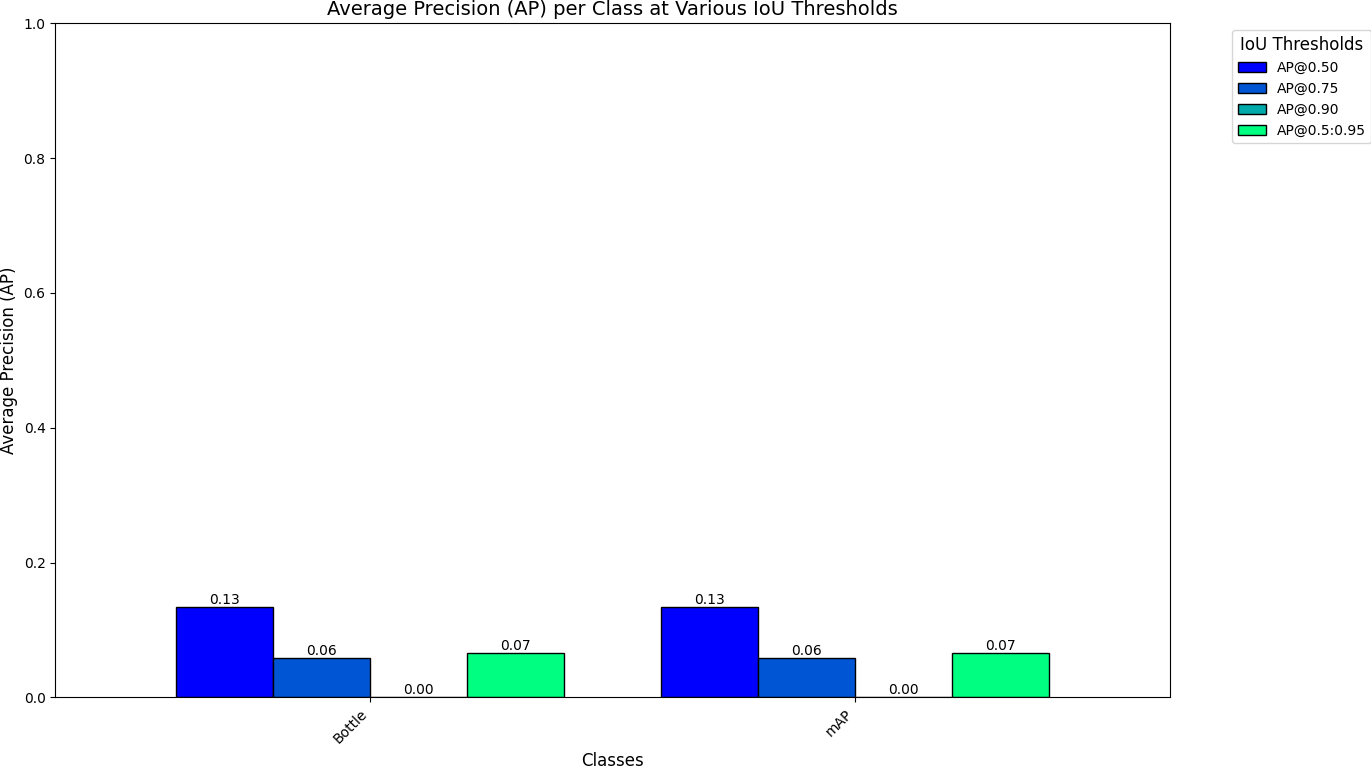 Average Precision (AP) per Class at Various IoU Thresholds
IoU Thresholds
AP@0.50
AP@0.75
AP@0.90
AP@0.5:0.95
Average Precision (AP)
1.0
0.8
0.6
0.4
0.2
0.0
0.13
0.06
0.00
0.07
0.13
0.06
0.00
0.07
Bottle
mAP
Classes